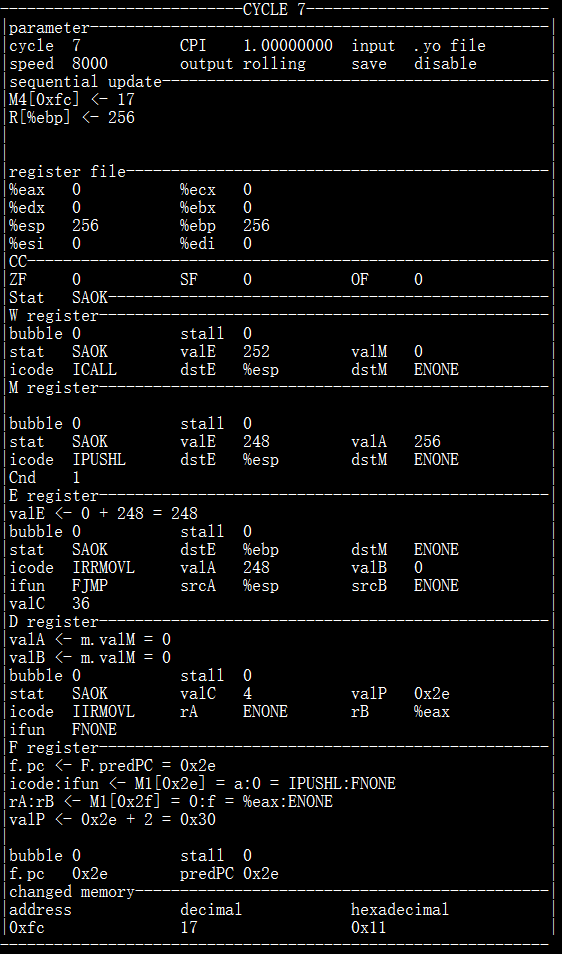 CYCLE 7
parameter
cycle 7 CPI 1.00000000 input .yo file
speed 8000 output rolling save disable
sequential update
M4[0xfc] <- 17
R[%ebp] <- 256
register file
%eax 0 %ecx 0
%edx 0 %ebx 0
%esp 256 %ebp 256
%esi 0 %edi 0
CC
ZF 0 SF 0 OF 0
Stat SAOK
W register
bubble 0 stall 0
stat SAOK valE 252 valM 0
icode ICALL dstE %esp dstM ENONE
M register
bubble 0 stall 0
stat SAOK valE 248 valA 256
icode IPUSHL dstE %esp dstM ENONE
Cnd 1
E register
valE <- 0 + 248 = 248
bubble 0 stall 0
stat SAOK dstE %ebp dstM ENONE
icode IRRMOVL valA 248 valB 0
ifun FJMP srcA %esp srcB ENONE
valC 36
D register
valA <- m.valM = 0
valB <- m.valM = 0
bubble 0 stall 0
stat SAOK valC 4 valP 0x2e
icode IIRMOVL rA ENONE rB %eax
ifun FNONE
F register
f.pc <- F.predPC = 0x2e
icode:ifun <- M1[0x2e] = a:0 = IPUSHL:FNONE
rA:rB <- M1[0x2f] = 0:f = %eax:ENONE
valP <- 0x2e + 2 = 0x30
bubble 0 stall 0
f.pc 0x2e predPC 0x2e
changed memory
address decimal hexadecimal
0xfc 17 0x11